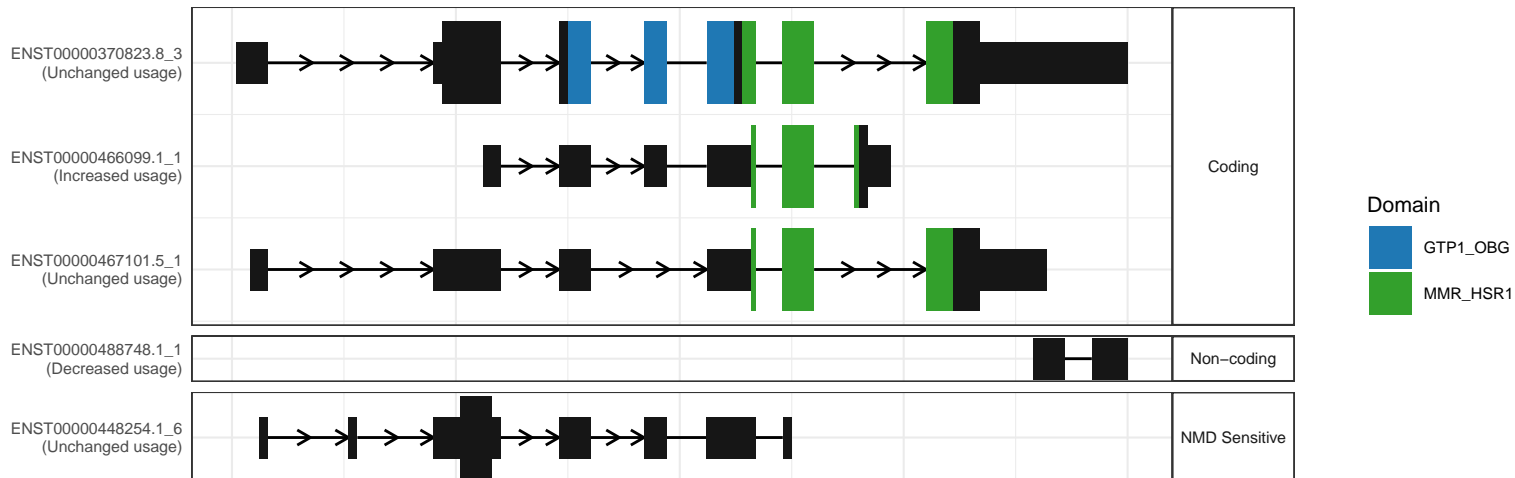 ENST00000370823.8_3
(Unchanged usage)
ENST00000466099.1_1
(Increased usage)
ENST00000467101.5_1
(Unchanged usage)
Coding
ENST00000488748.1_1
(Decreased usage)
Non−coding
ENST00000448254.1_6
(Unchanged usage)
NMD Sensitive
Domain
GTP1_OBG
MMR_HSR1